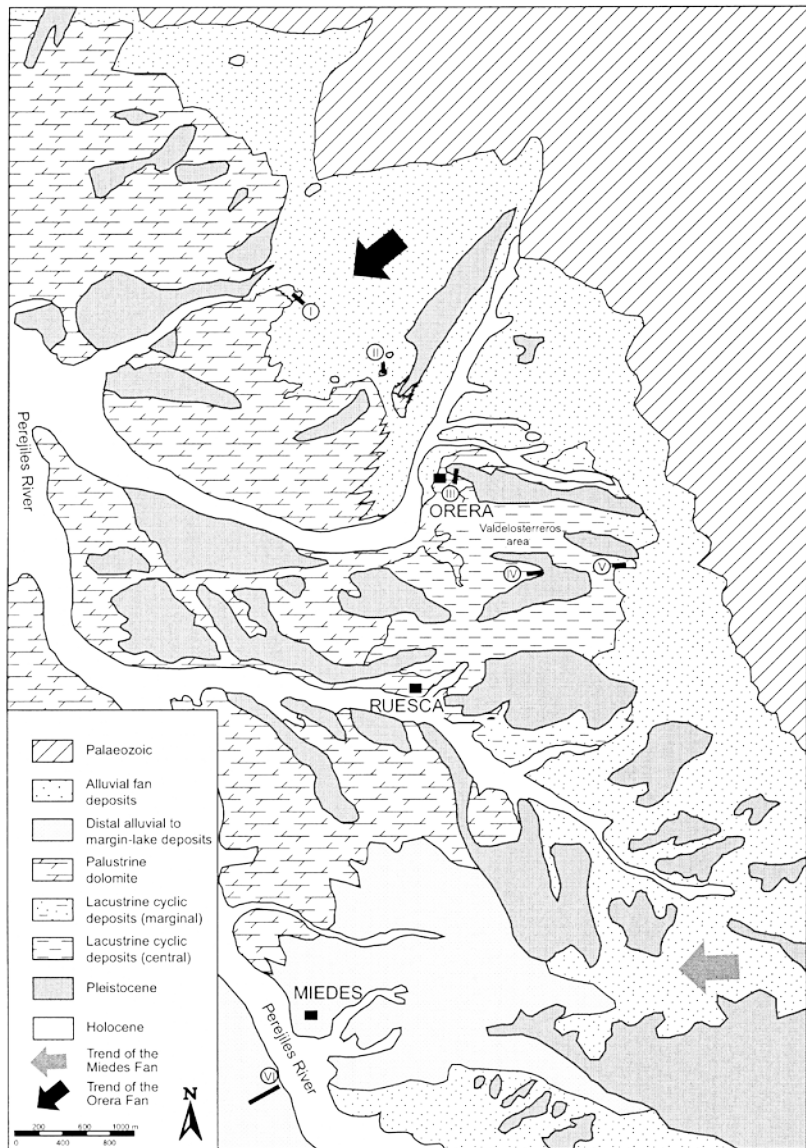 I
II
Perejiles River
III
ORERA
Valdelosterreros
area
IV
V
RUESCA
Palaeozoic
Alluvial fan
deposits
Distal alluvial to
margin-lake deposits
Palustrine
dolomite
Lacustrine cyclic
deposits (marginal)
Lacustrine cyclic
deposits (central)
Pleistocene
Holocene
Trend of the
Miedes Fan
Trend of the
Orera Fan
N
200 600 1000 m
0 400 800
MIEDES
Perejiles River
VI